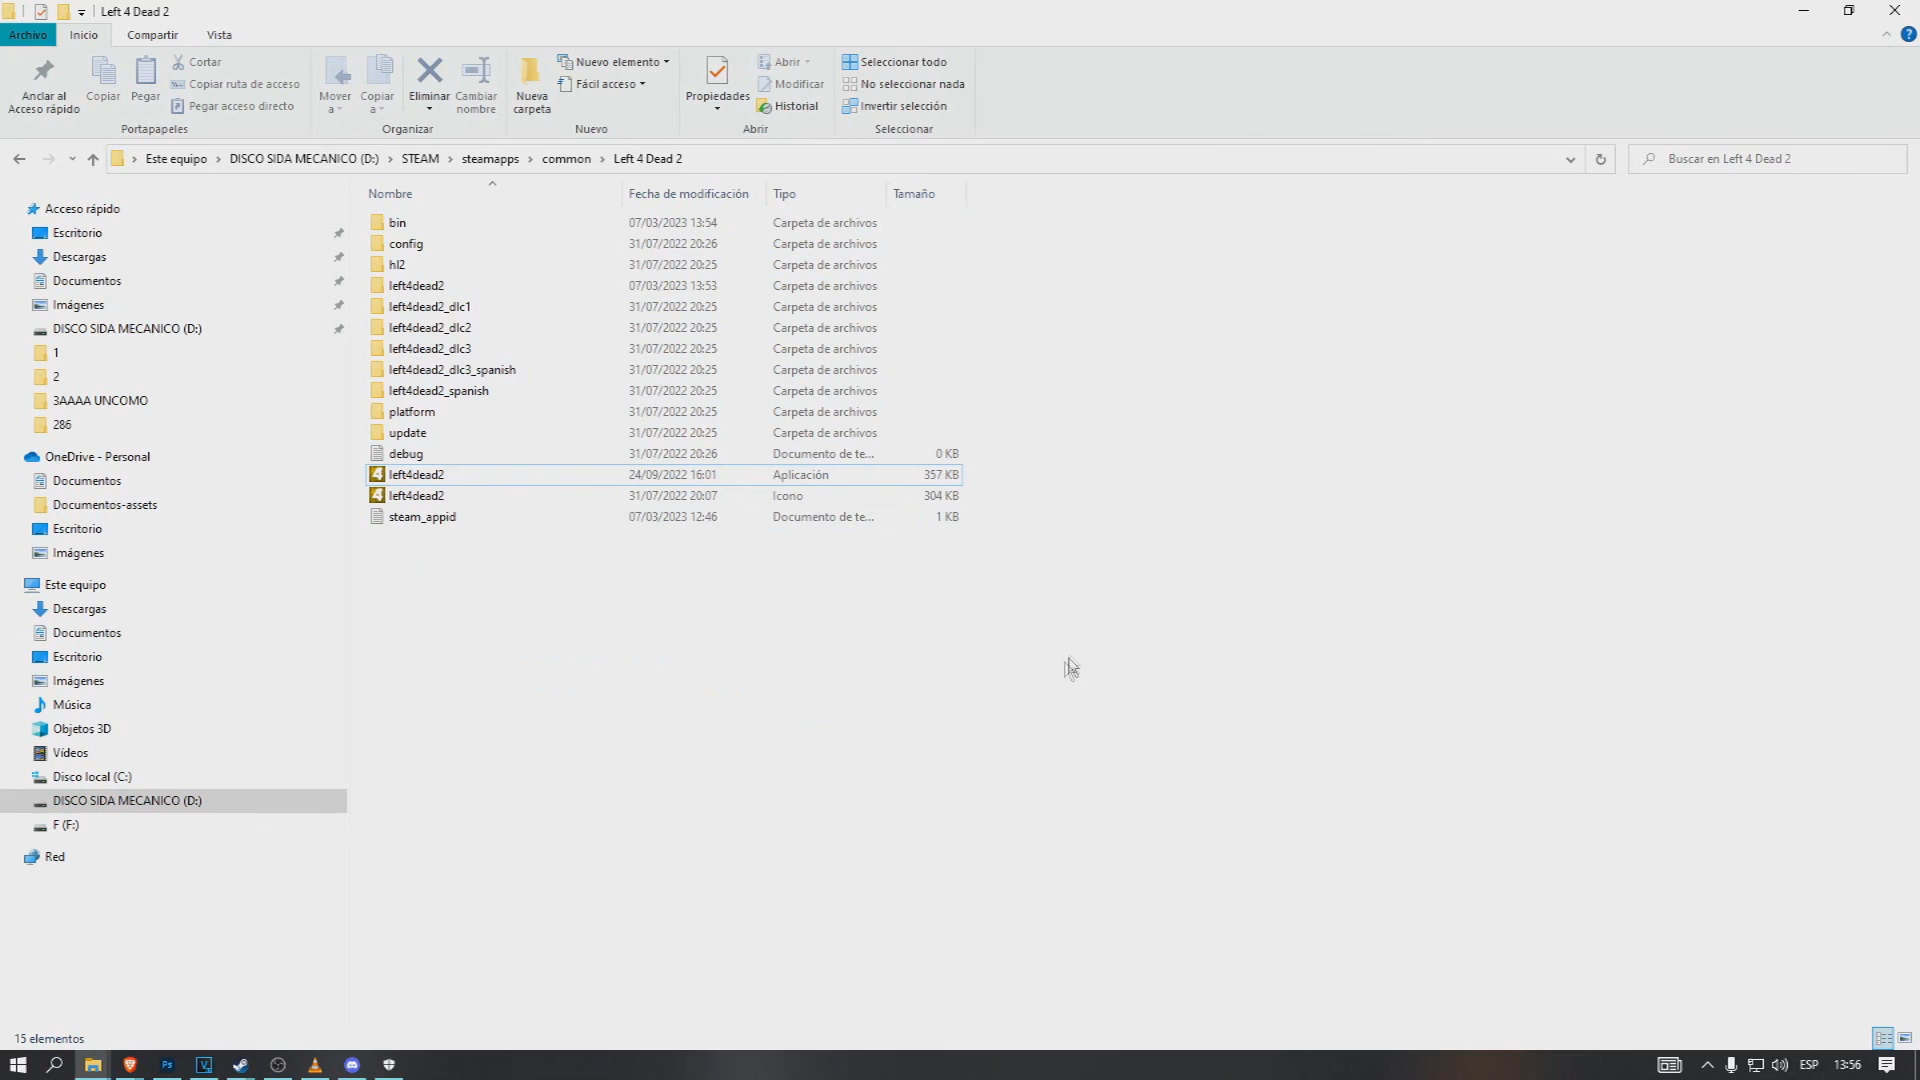 Left 4 Dead 2
Archivo Inicio Compartir Vista
Anclar al Acceso rápido
Copiar
Pegar
Cortar
Copiar ruta de acceso
Pegar acceso directo
Portapapeles
Mover a
Copiar a
Eliminar
Cambiar nombre
Organizar
Nueva carpeta
Nuevo elemento
Fácil acceso
Nuevo
Propiedades
Abrir
Modificar
Historial
Abrir
Seleccionar todo
No seleccionar nada
Invertir selección
Seleccionar
Este equipo > DISCO SIDA MECANICO (D:) > STEAM > steamapps > common > Left 4 Dead 2
Buscar en Left 4 Dead 2
Acceso rápido
Escritorio
Descargas
Documentos
Imágenes
DISCO SIDA MECANICO (D:)
1
2
3AAAA UNCOMO
286
OneDrive - Personal
Documentos
Documentos-assets
Escritorio
Imágenes
Este equipo
Descargas
Documentos
Escritorio
Imágenes
Música
Objetos 3D
Vídeos
Disco local (C:)
DISCO SIDA MECANICO (D:)
F (F:)
Red
Nombre Fecha de modificación Tipo Tamaño
bin 07/03/2023 13:54 Carpeta de archivos
config 31/07/2022 20:26 Carpeta de archivos
hl2 31/07/2022 20:25 Carpeta de archivos
left4dead2 07/03/2023 13:53 Carpeta de archivos
left4dead2_dlc1 31/07/2022 20:25 Carpeta de archivos
left4dead2_dlc2 31/07/2022 20:25 Carpeta de archivos
left4dead2_dlc3 31/07/2022 20:25 Carpeta de archivos
left4dead2_dlc3_spanish 31/07/2022 20:25 Carpeta de archivos
left4dead2_spanish 31/07/2022 20:25 Carpeta de archivos
platform 31/07/2022 20:25 Carpeta de archivos
update 31/07/2022 20:25 Carpeta de archivos
debug 31/07/2022 20:26 Documento de te... 0 KB
left4dead2 24/09/2022 16:01 Aplicación 357 KB
left4dead2 31/07/2022 20:07 Icono 304 KB
steam_appid 07/03/2023 12:46 Documento de te... 1 KB
15 elementos
Ps
V
ESP 13:56